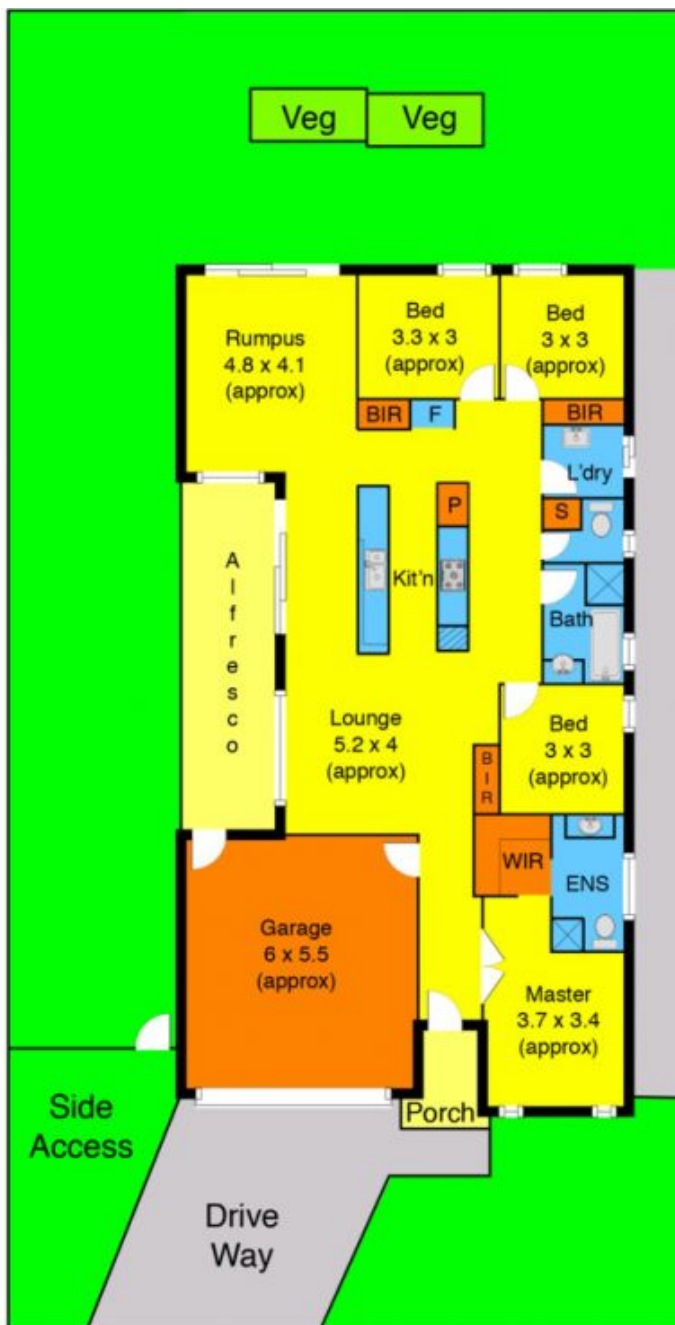 Veg
Veg
Rumpus
4.8 x 4.1
(approx)
Bed
3.3 x 3
(approx)
Bed
3 x 3
(approx)
BIR
F
BIR
L'dry
S
P
Kit'n
Bath
Alfresco
Lounge
5.2 x 4
(approx)
Bed
3 x 3
(approx)
BIR
WIR
ENS
Garage
6 x 5.5
(approx)
Master
3.7 x 3.4
(approx)
Side
Access
Porch
Drive
Way